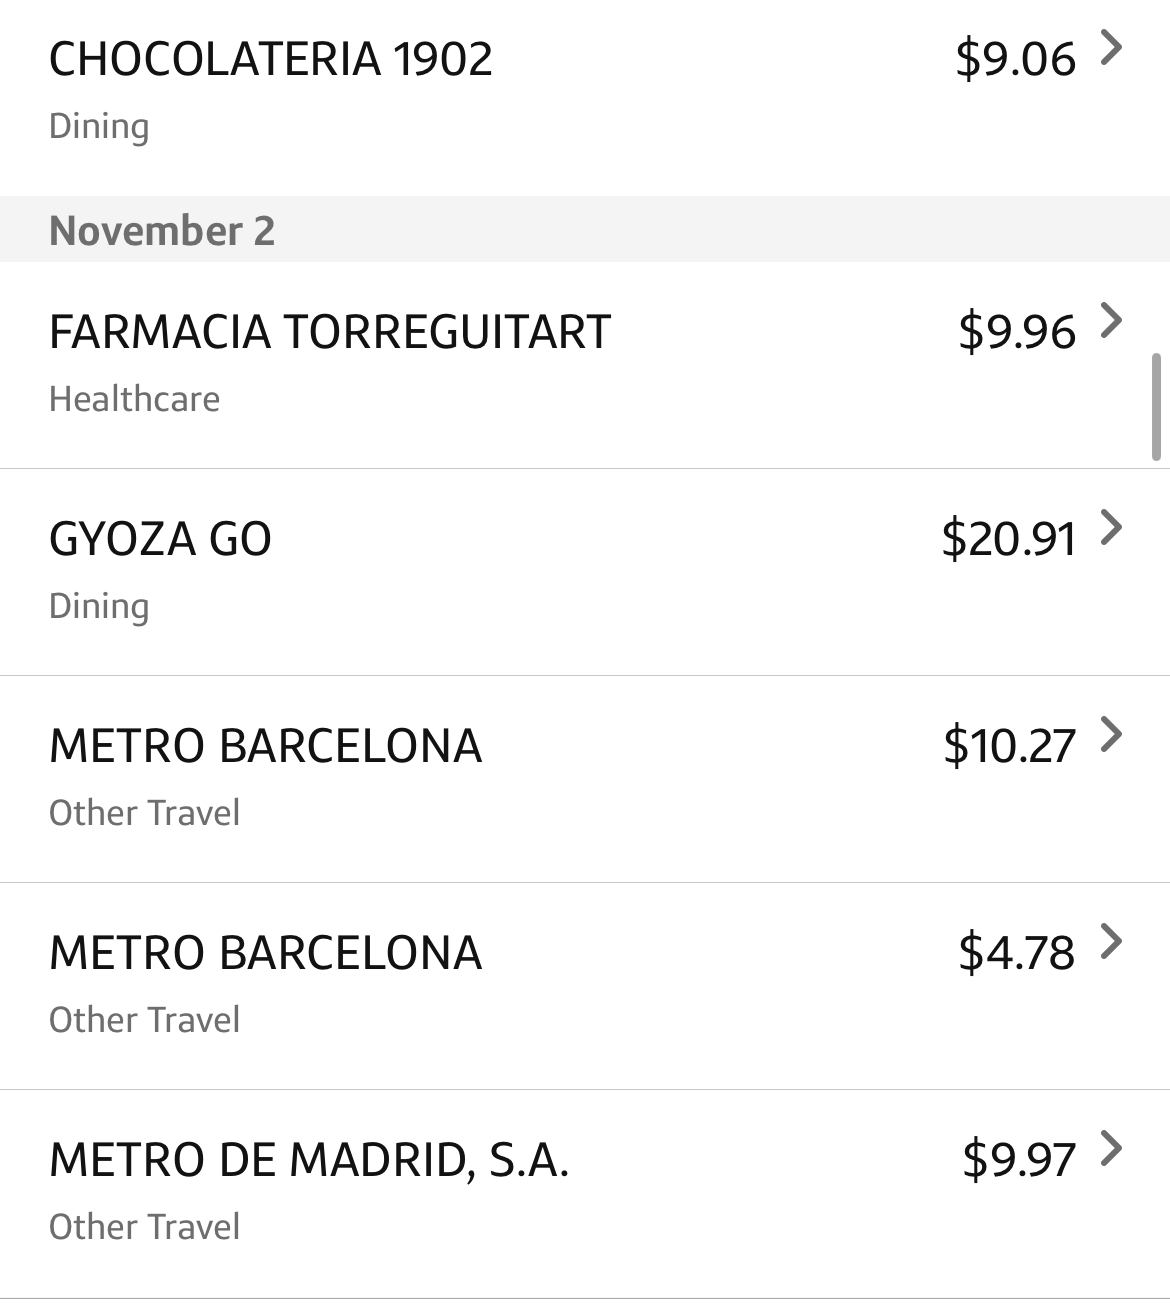 CHOCOLATERIA 1902 $9.06
Dining
November 2
FARMACIA TORREGUITART $9.96
Healthcare
GYOZA GO $20.91
Dining
METRO BARCELONA $10.27
Other Travel
METRO BARCELONA $4.78
Other Travel
METRO DE MADRID, S.A. $9.97
Other Travel